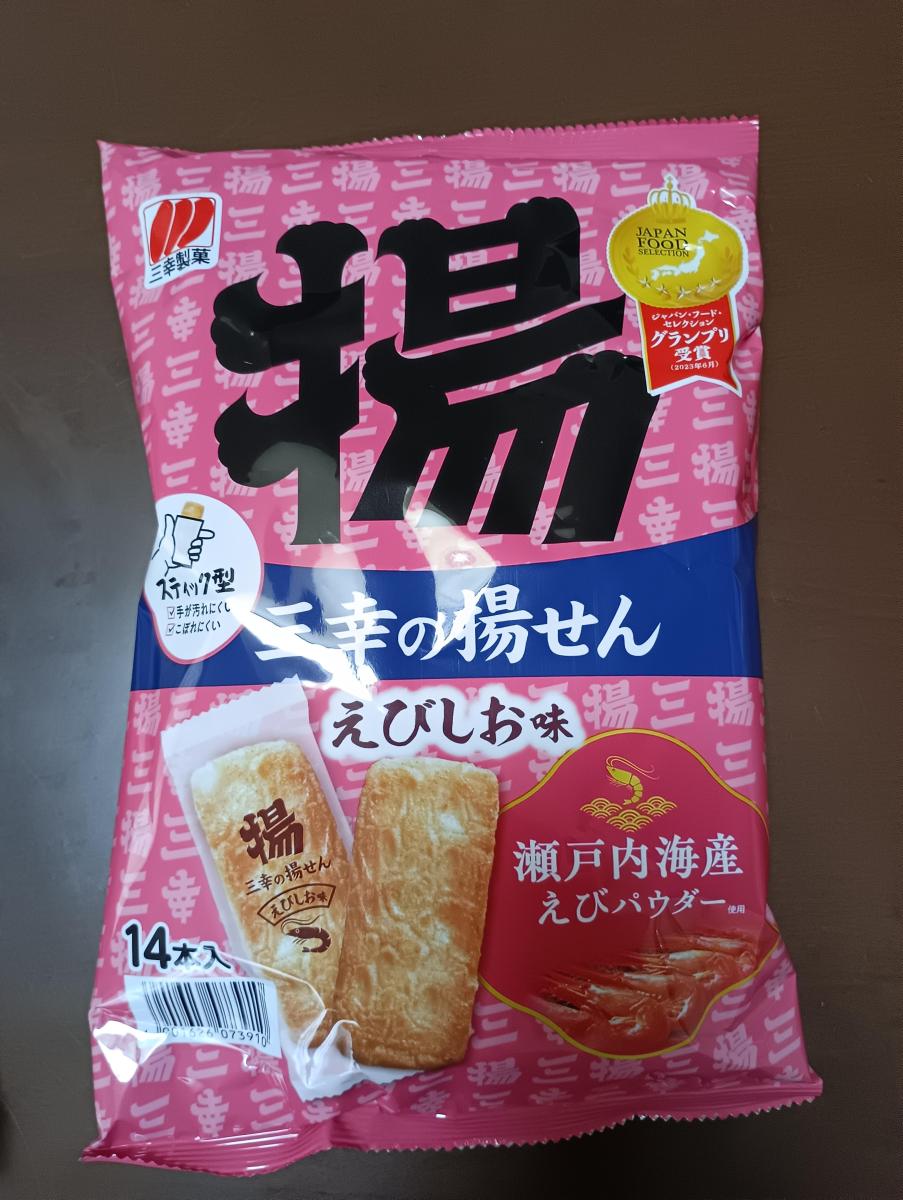 三幸製菓
揚
JAPAN
FOOD
SELECTION
ジャパン・フード・
セレクション
グランプリ
受賞
(2023年6月)
スティック型
手が汚れにくい
こぼれにくい
三幸の揚せん
えびしお味
揚
三幸の揚せん
えびしお味
瀬戸内海産
えびパウダー使用
14本入